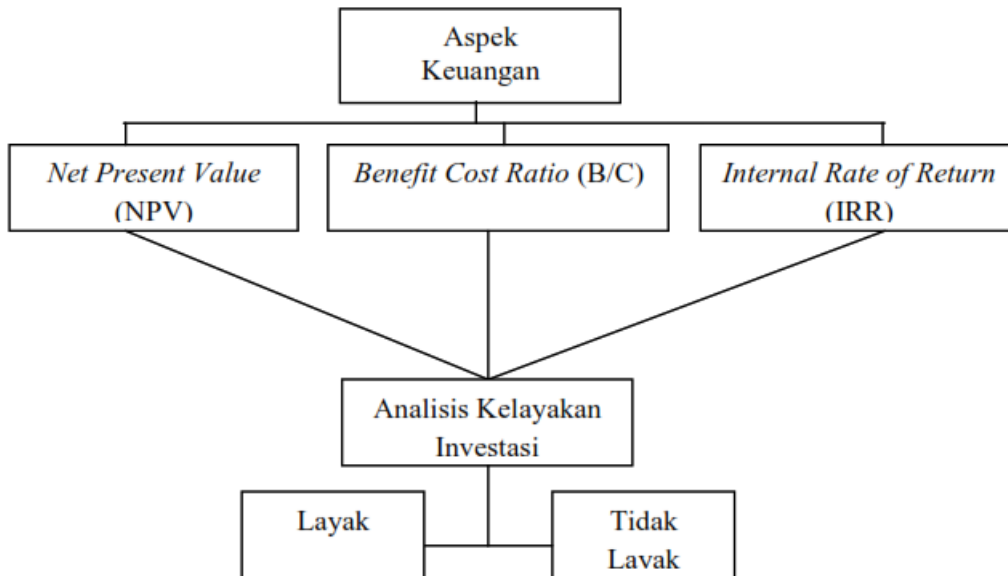 Aspek
Keuangan
Net Present Value
(NPV)
Benefit Cost Ratio (B/C)
Internal Rate of Return
(IRR)
Analisis Kelayakan
Investasi
Layak
Tidak
Layak